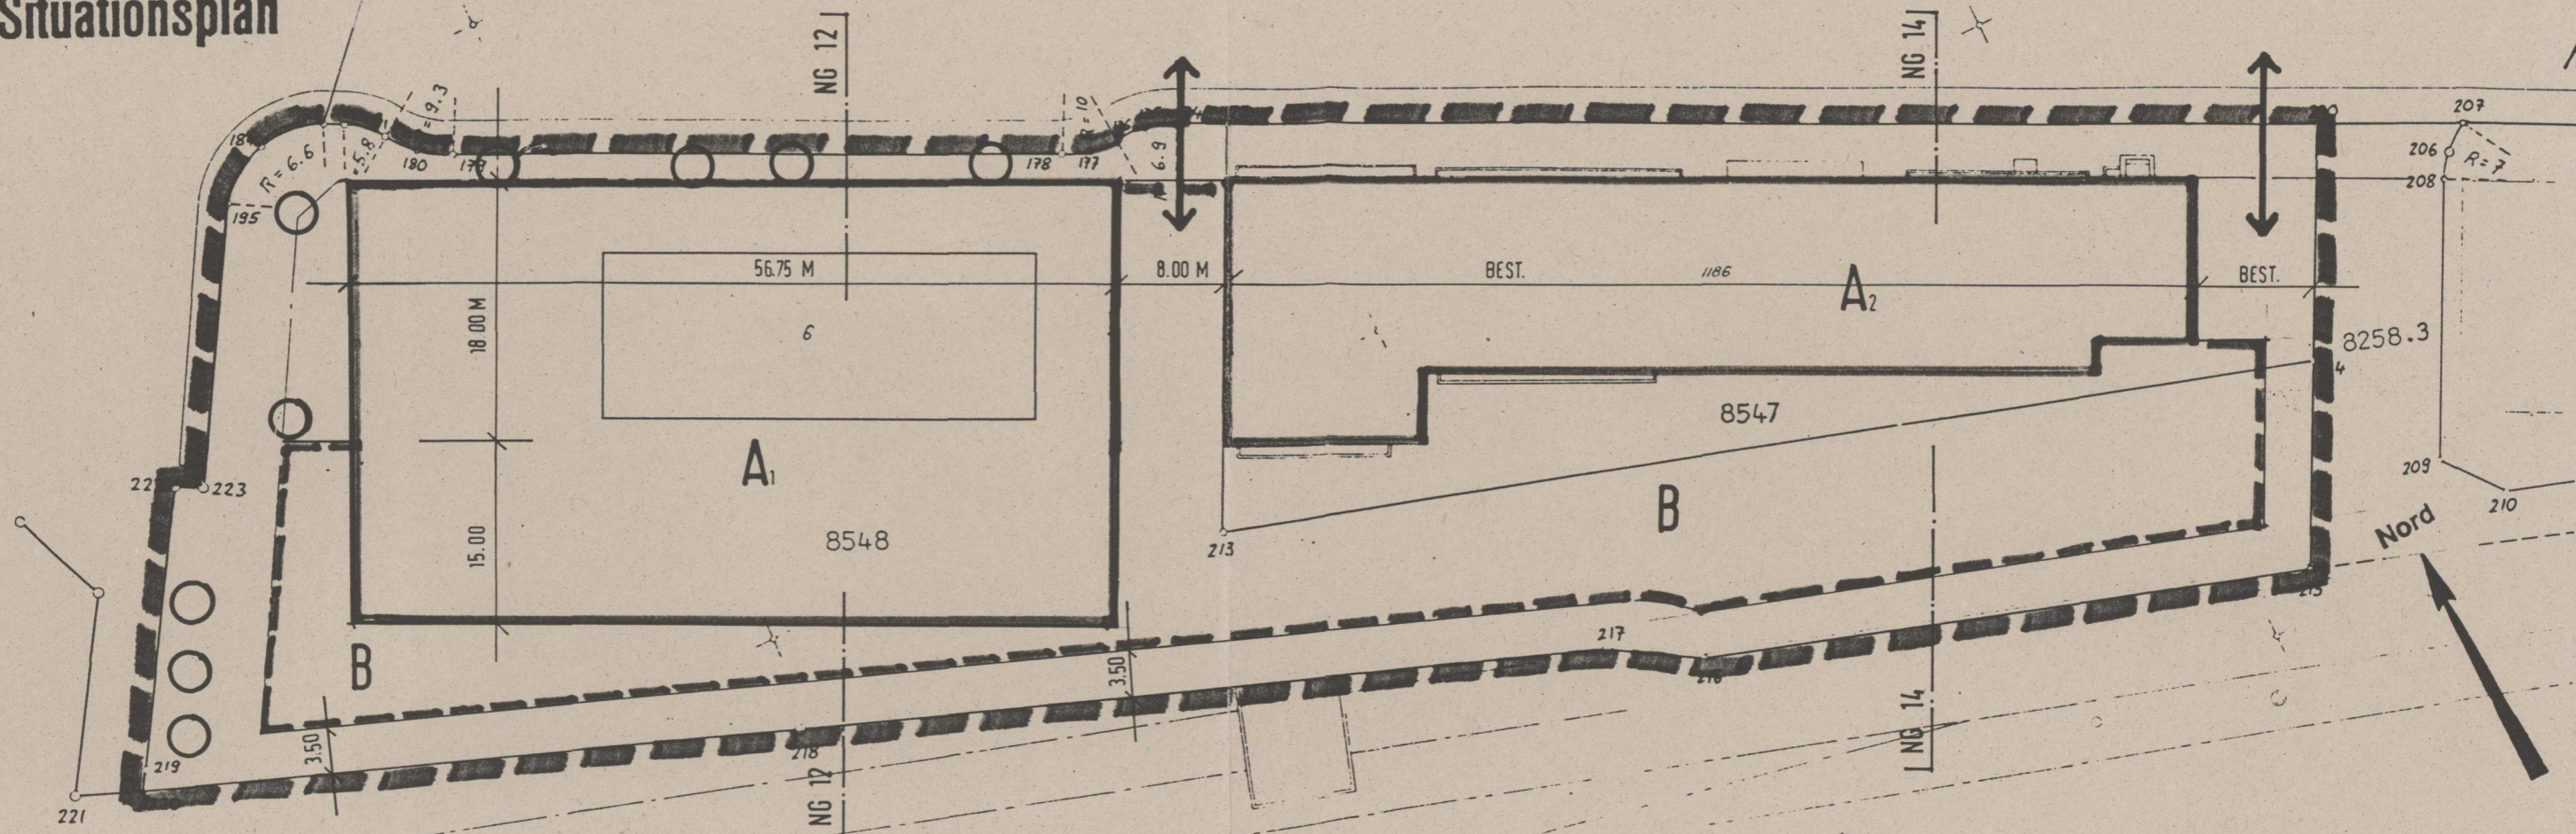 Situationsplan
NG 12
NG 14
= 9.3
R = 10
207
206
R = 7
208
R = 6.6
5.8
180
179
178
177
6.9
195
56.75 M
8.00 M
BEST.
1186
A2
BEST.
18.00 M
6
8258.3
4
8547
A1
223
209
210
15.00
8548
B
213
Nord
B
217
216
215
3.50
3.50
219
218
221
NG 12
NG 14